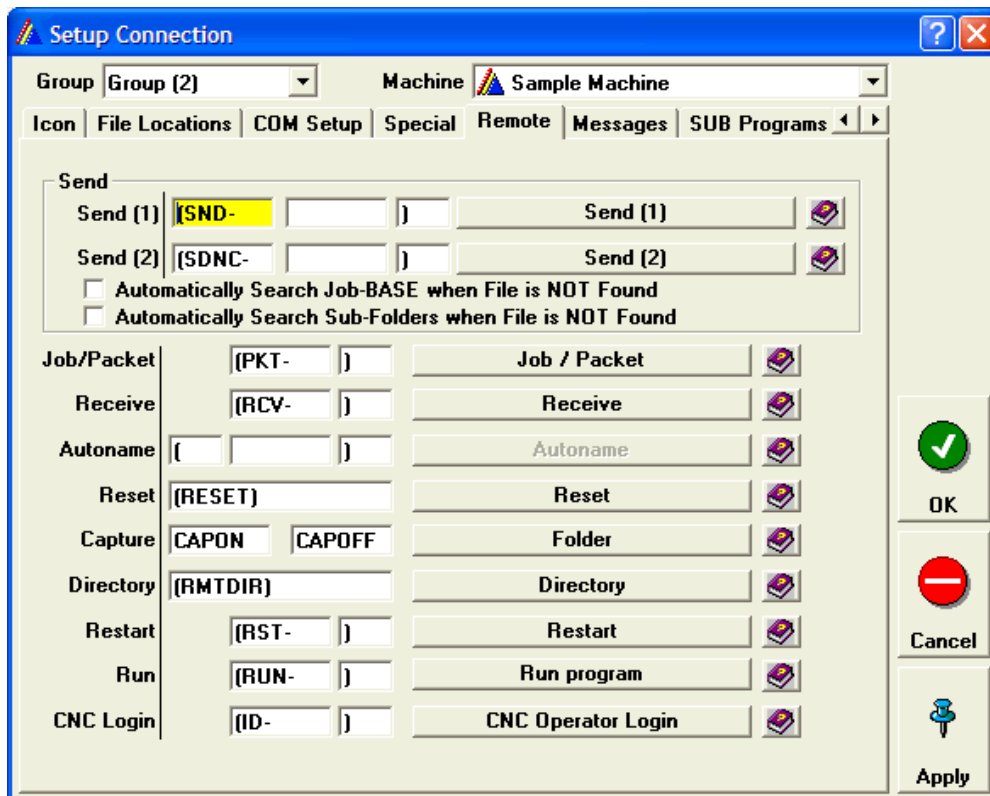 Setup Connection
Group Group (2) Machine Sample Machine
Icon File Locations COM Setup Special Remote Messages SUB Programs
Send
Send (1) (SND- ) Send (1)
Send (2) (SDNC- ) Send (2)
Automatically Search Job-BASE when File is NOT Found
Automatically Search Sub-Folders when File is NOT Found
Job/Packet (PKT- ) Job / Packet
Receive (RCV- ) Receive
Autoname ( ) Autoname
Reset (RESET) Reset
Capture CAPON CAPOFF Folder
Directory (RMTDIR) Directory
Restart (RST- ) Restart
Run (RUN- ) Run program
CNC Login (ID- ) CNC Operator Login
OK
Cancel
Apply